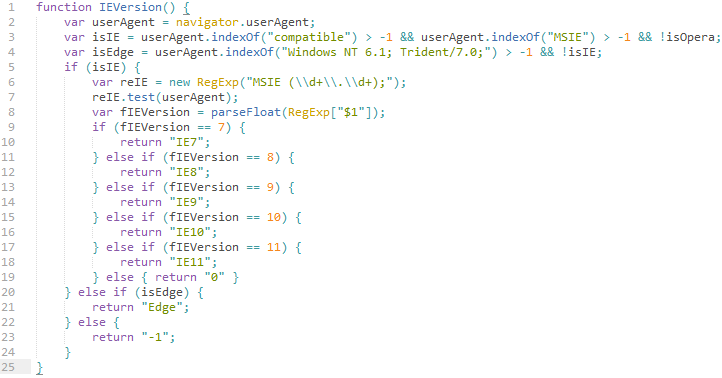 1 function IEVersion() {
2 var userAgent = navigator.userAgent;
3 var isIE = userAgent.indexOf("compatible") > -1 && userAgent.indexOf("MSIE") > -1 && !isOpera;
4 var isEdge = userAgent.indexOf("Windows NT 6.1; Trident/7.0;") > -1 && !isIE;
5 if (isIE) {
6 var reIE = new RegExp("MSIE (\\d+\\.\\d+);");
7 reIE.test(userAgent);
8 var fIEVersion = parseFloat(RegExp["$1"]);
9 if (fIEVersion == 7) {
10 return "IE7";
11 } else if (fIEVersion == 8) {
12 return "IE8";
13 } else if (fIEVersion == 9) {
14 return "IE9";
15 } else if (fIEVersion == 10) {
16 return "IE10";
17 } else if (fIEVersion == 11) {
18 return "IE11";
19 } else { return "0" }
20 } else if (isEdge) {
21 return "Edge";
22 } else {
23 return "-1";
24 }
25 }